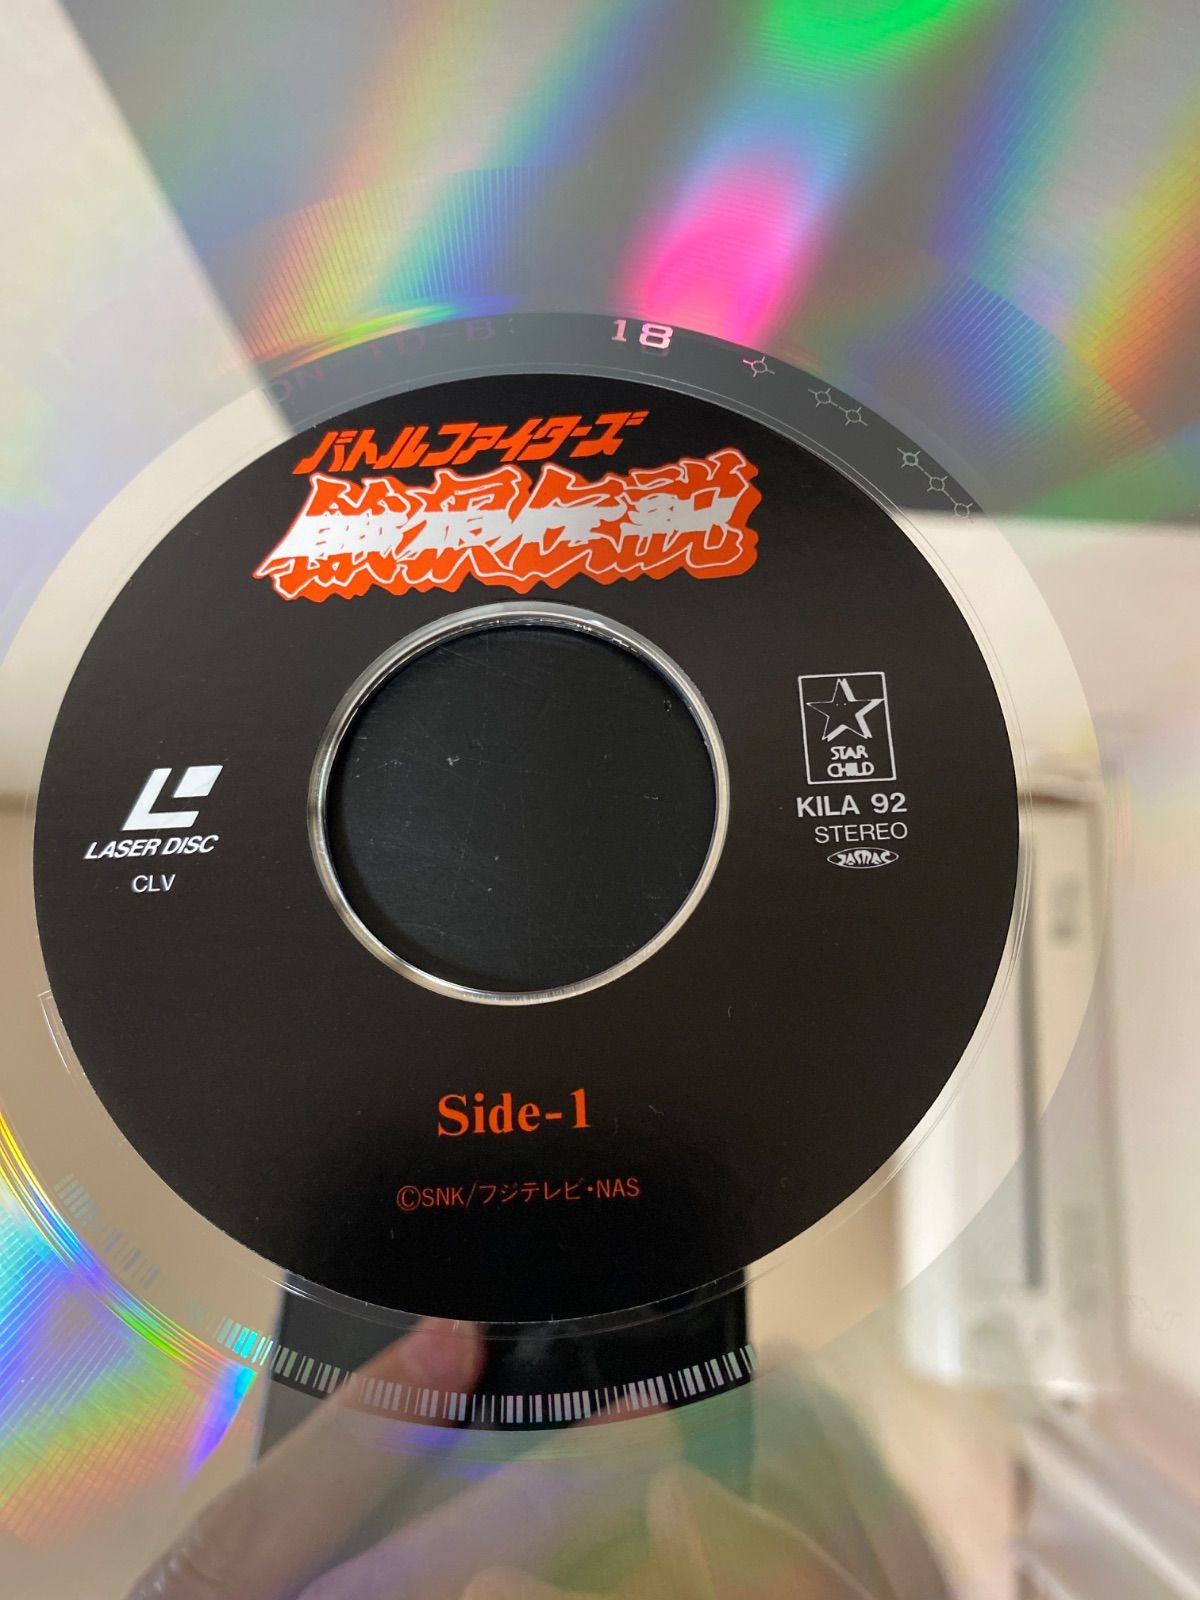 18
バトルファイターズ
餓狼伝説
STAR
CHILD
KILA 92
STEREO
JASRAC
LASER DISC
CLV
Side-1
©SNK/フジテレビ・NAS